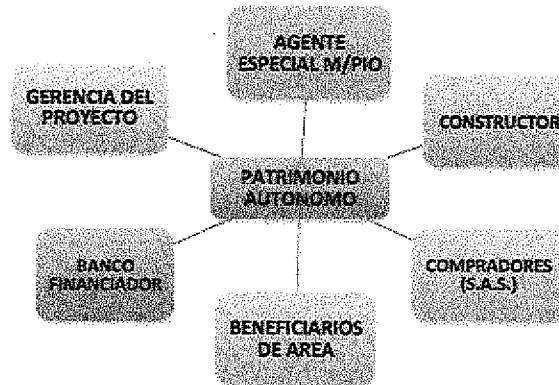 AGENTE
ESPECIAL M/PIO
GERENCIA DEL
PROYECTO
CONSTRUCTOR
PATRIMONIO
AUTONOMO
BANCO
FINANCIADOR
COMPRADORES
(S.A.S.)
BENEFICIARIOS
DE AREA